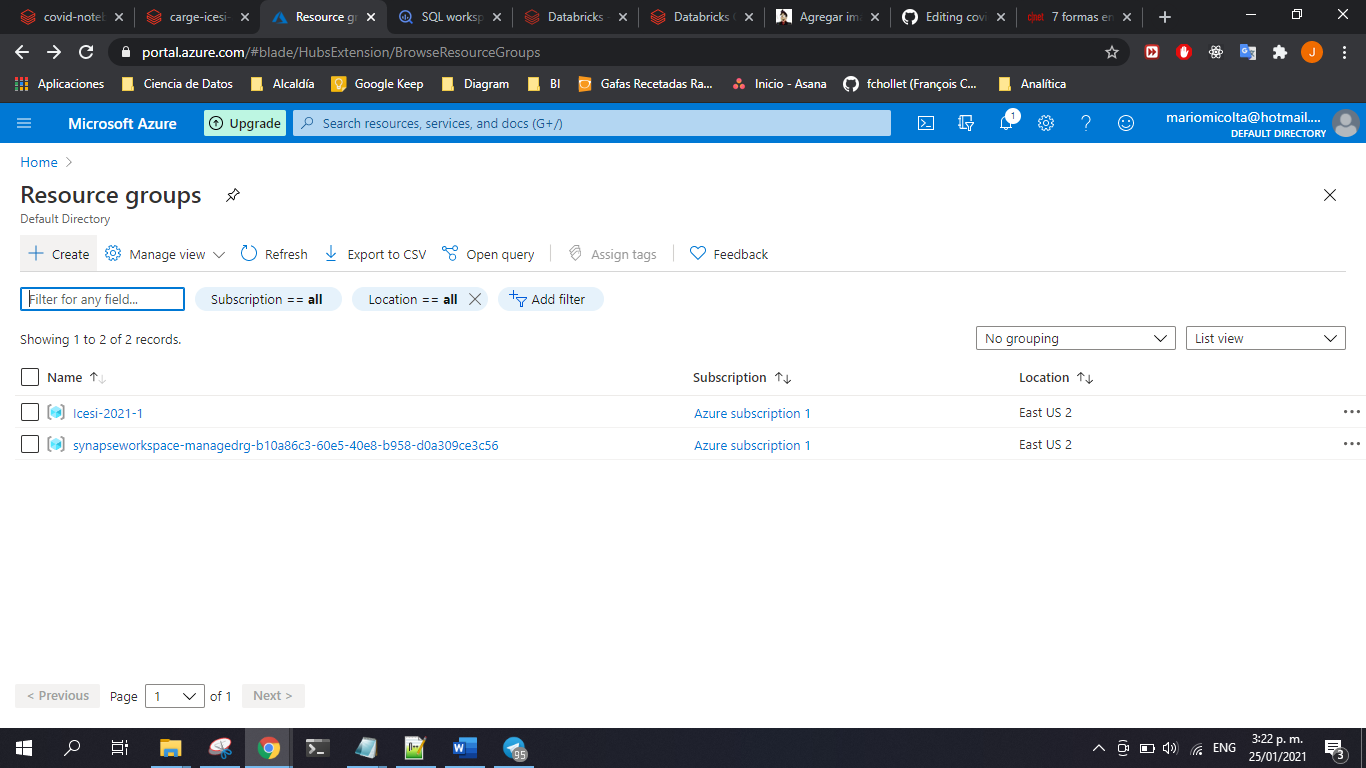 covid-noteb
carge-icesi-
Resource gr
SQL worksp
Databricks -
Databricks C
Agregar ima
Editing covi
7 formas en
portal.azure.com/#blade/HubsExtension/BrowseResourceGroups
J
Aplicaciones
Ciencia de Datos
Alcaldía
Google Keep
Diagram
BI
Gafas Recetadas Ra...
Inicio - Asana
fchollet (François C...
Analítica
Microsoft Azure
Upgrade
Search resources, services, and docs (G+/)
1
mariomicolta@hotmail....
DEFAULT DIRECTORY
Home
Resource groups
Default Directory
Create
Manage view
Refresh
Export to CSV
Open query
Assign tags
Feedback
Filter for any field...
Subscription == all
Location == all
Add filter
Showing 1 to 2 of 2 records.
No grouping
List view
Name
Subscription
Location
Icesi-2021-1
Azure subscription 1
East US 2
synapseworkspace-managedrg-b10a86c3-60e5-40e8-b958-d0a309ce3c56
Azure subscription 1
East US 2
< Previous
Page
1
of 1
Next >
95
ENG
3:22 p. m.
25/01/2021
3